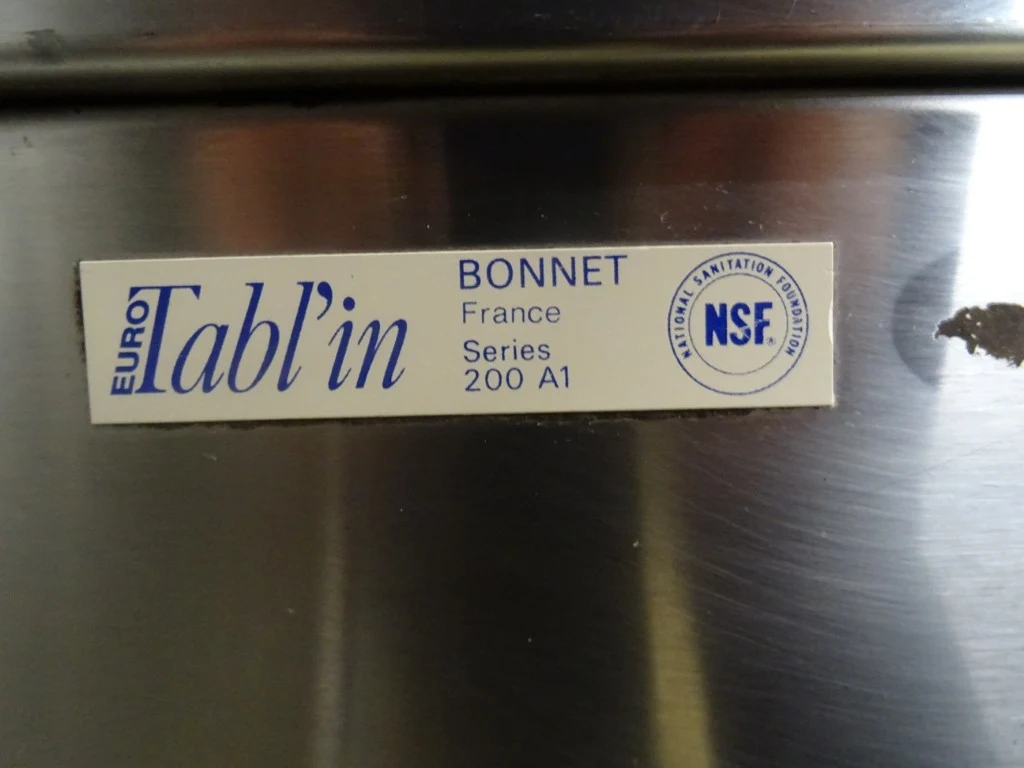 EURO
Tabl'in
BONNET
France
Series
200 A1
NATIONAL SANITATION FOUNDATION
NSF®